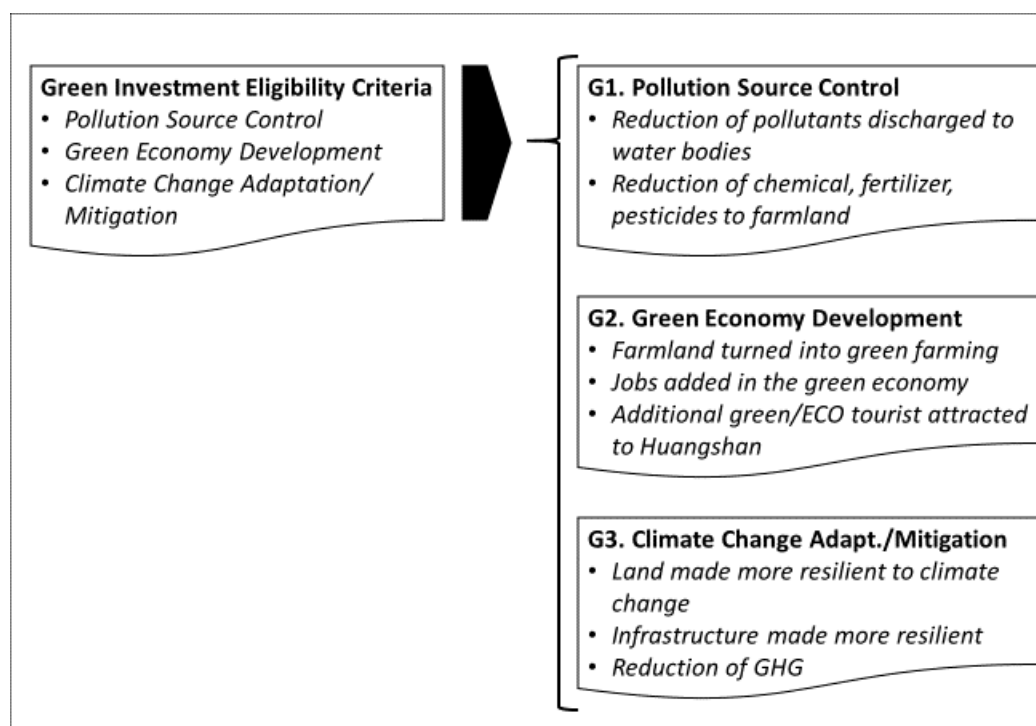 Green Investment Eligibility Criteria
• Pollution Source Control
• Green Economy Development
• Climate Change Adaptation/
Mitigation
G1. Pollution Source Control
• Reduction of pollutants discharged to
water bodies
• Reduction of chemical, fertilizer,
pesticides to farmland
G2. Green Economy Development
• Farmland turned into green farming
• Jobs added in the green economy
• Additional green/ECO tourist attracted
to Huangshan
G3. Climate Change Adapt./Mitigation
• Land made more resilient to climate
change
• Infrastructure made more resilient
• Reduction of GHG